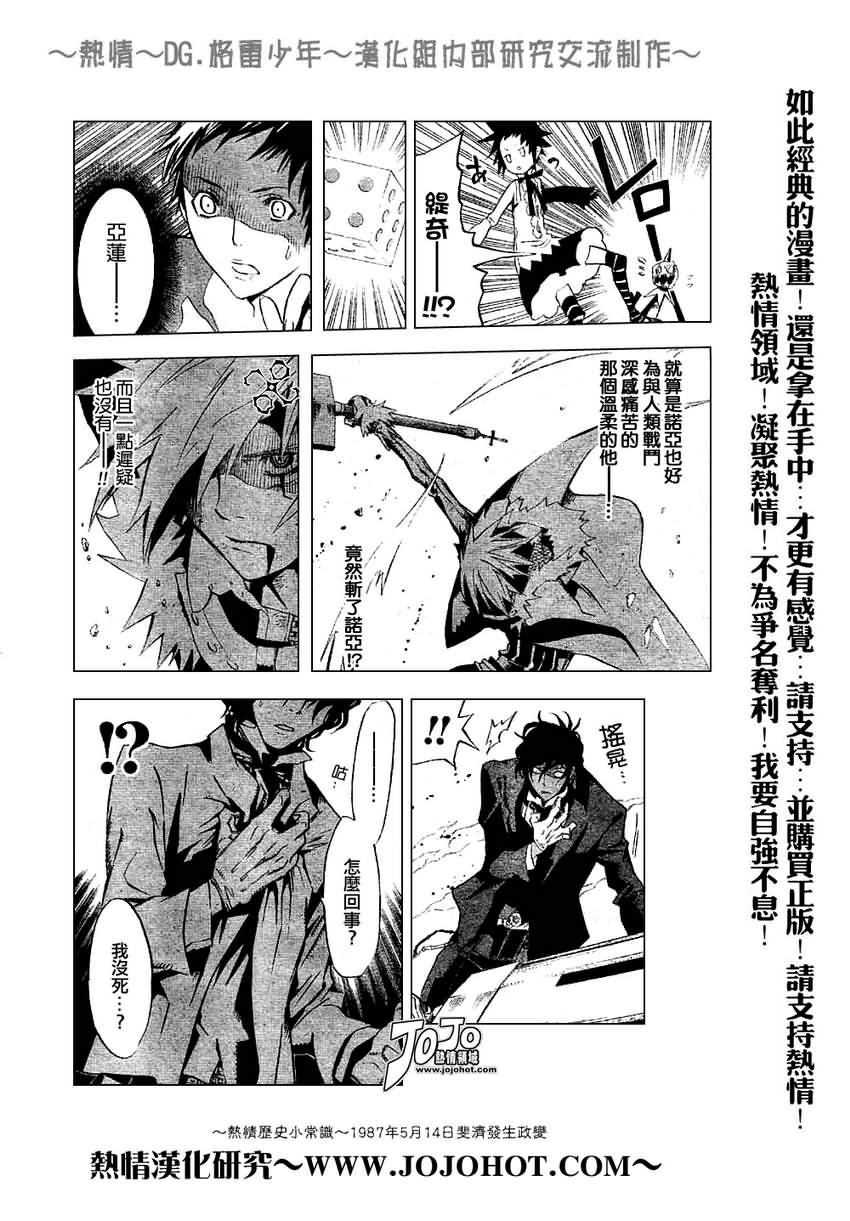 ～熱情～DG.格雷少年～漢化組内部研究交流制作～
如此經典的漫畫！還是拿在手中…才更有感覺…請支持…並購買正版！請支持熱情！
熱情領域！凝聚熱情！不為爭名奪利！我要自強不息！
レロー
あ
緹奇——!!?
亞蓮——……
就算是諾亞也好
為與人類戰鬥
深感痛苦的
那個溫柔的他——……
竟然斬了諾亞!?
而且一點遲疑
也沒有——!!
搖晃…
!!
——……
咕…
怎麼回事？
!?
我沒死…？
JOJO
熱情領域
www.jojohot.com
～熱情歷史小常識～1987年5月14日斐濟發生政變
熱情漢化研究～WWW.JOJOHOT.COM～